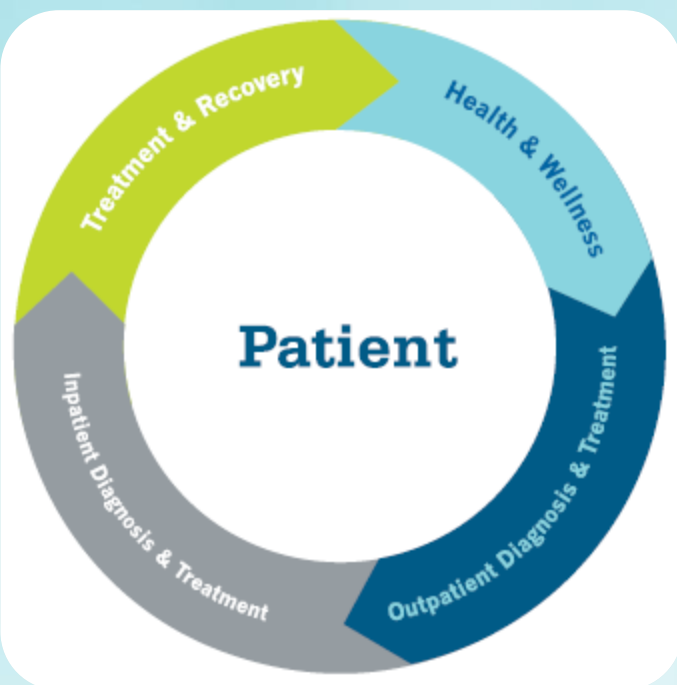 Treatment & Recovery
Health & Wellness
Patient
Inpatient Diagnosis & Treatment
Outpatient Diagnosis & Treatment